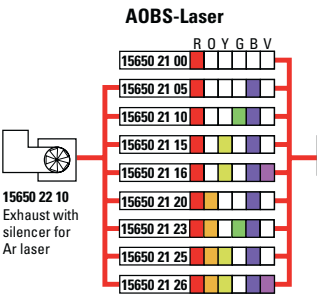 AOBS-Laser
R O Y G B V
15650 21 00
15650 21 05
15650 21 10
15650 21 15
15650 21 16
15650 21 20
15650 21 23
15650 21 25
15650 21 26
15650 22 10
Exhaust with
silencer for
Ar laser